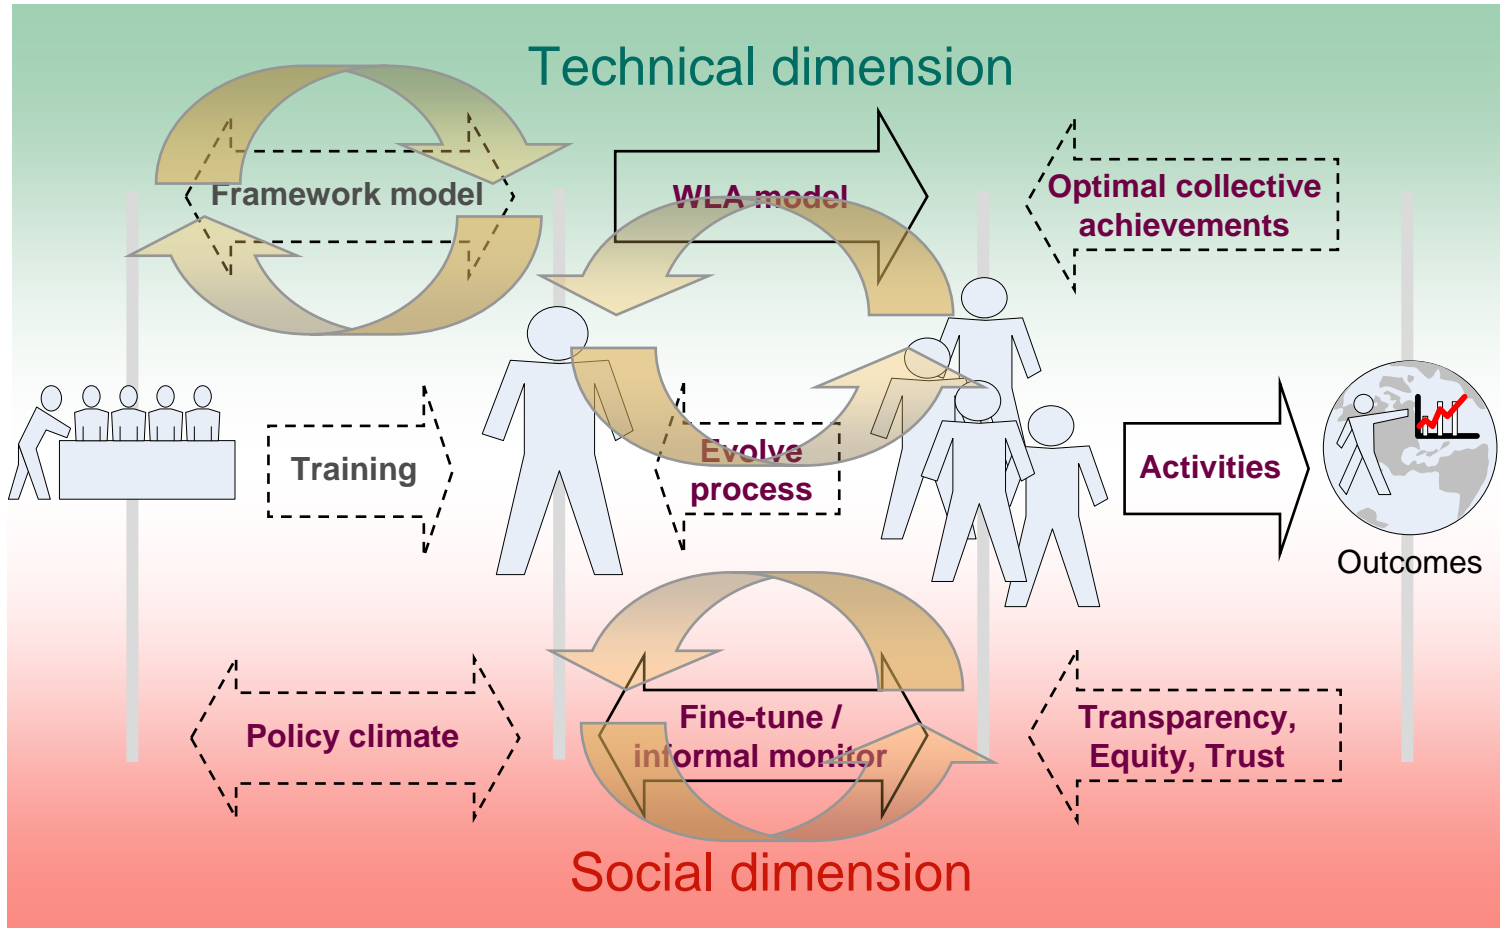 Technical dimension
Framework model
WLA model
Optimal collective
achievements
Training
Evolve
process
Activities
Outcomes
Policy climate
Fine-tune /
informal monitor
Transparency,
Equity, Trust
Social dimension